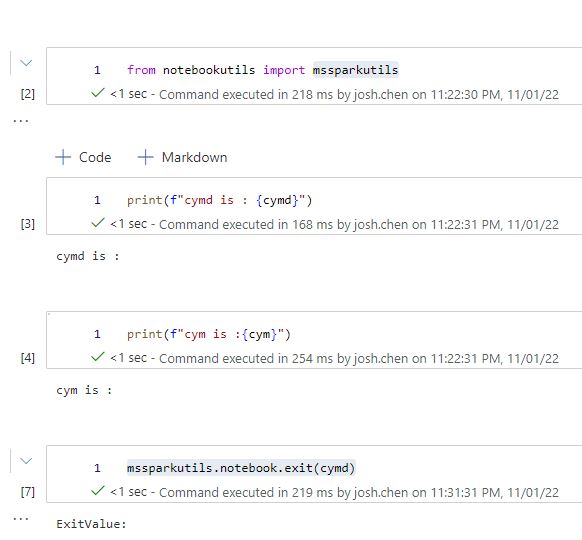 1 from notebookutils import mssparkutils
[2] <1 sec - Command executed in 218 ms by josh.chen on 11:22:30 PM, 11/01/22
...
+ Code + Markdown
1 print(f"cymd is : {cymd}")
[3] <1 sec - Command executed in 168 ms by josh.chen on 11:22:31 PM, 11/01/22
cymd is :
1 print(f"cym is :{cym}")
[4] <1 sec - Command executed in 254 ms by josh.chen on 11:22:31 PM, 11/01/22
cym is :
1 mssparkutils.notebook.exit(cymd)
[7] <1 sec - Command executed in 219 ms by josh.chen on 11:31:31 PM, 11/01/22
... ExitValue: